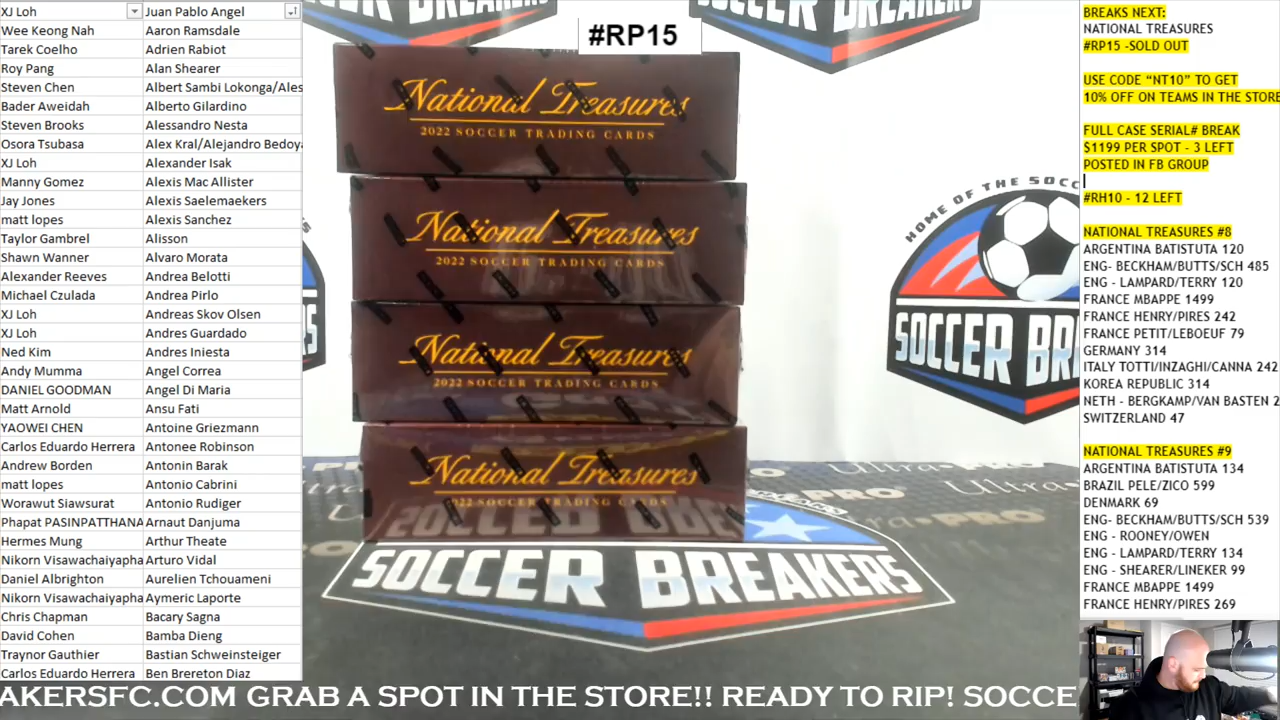 XJ Loh Juan Pablo Angel
Wee Keong Nah Aaron Ramsdale
Tarek Coelho Adrien Rabiot
Roy Pang Alan Shearer
Steven Chen Albert Sambi Lokonga/Ales
Bader Aweidah Alberto Gilardino
Steven Brooks Alessandro Nesta
Osora Tsubasa Alex Kral/Alejandro Bedoya
XJ Loh Alexander Isak
Manny Gomez Alexis Mac Allister
Jay Jones Alexis Saelemaekers
matt lopes Alexis Sanchez
Taylor Gambrel Alisson
Shawn Wanner Alvaro Morata
Alexander Reeves Andrea Belotti
Michael Czulada Andrea Pirlo
XJ Loh Andreas Skov Olsen
XJ Loh Andres Guardado
Ned Kim Andres Iniesta
Andy Mumma Angel Correa
DANIEL GOODMAN Angel Di Maria
Matt Arnold Ansu Fati
YAOWEI CHEN Antoine Griezmann
Carlos Eduardo Herrera Antonee Robinson
Andrew Borden Antonin Barak
matt lopes Antonio Cabrini
Worawut Siawsurat Antonio Rudiger
Phapat PASINPATTHANA Arnaut Danjuma
Hermes Mung Arthur Theate
Nikorn Visawachaiyapha Arturo Vidal
Daniel Albrighton Aurelien Tchouameni
Nikorn Visawachaiyapha Aymeric Laporte
Chris Chapman Bacary Sagna
David Cohen Bamba Dieng
Traynor Gauthier Bastian Schweinsteiger
Carlos Eduardo Herrera Ben Brereton Diaz
SOCCER BREAKERS
#RP15
National Treasures
2022 SOCCER TRADING CARDS
National Treasures
2022 SOCCER TRADING CARDS
National Treasures
2022 SOCCER TRADING CARDS
National Treasures
2022 SOCCER TRADING CARDS
HOME OF THE SOCC
SOCCER BRE
Ultra PRO
SOCCER BREAKERS
BREAKS NEXT:
NATIONAL TREASURES
#RP15 -SOLD OUT
USE CODE “NT10” TO GET
10% OFF ON TEAMS IN THE STORE
FULL CASE SERIAL# BREAK
$1199 PER SPOT - 3 LEFT
POSTED IN FB GROUP
#RH10 - 12 LEFT
NATIONAL TREASURES #8
ARGENTINA BATISTUTA 120
ENG- BECKHAM/BUTTS/SCH 485
ENG - LAMPARD/TERRY 120
FRANCE MBAPPE 1499
FRANCE HENRY/PIRES 242
FRANCE PETIT/LEBOEUF 79
GERMANY 314
ITALY TOTTI/INZAGHI/CANNA 242
KOREA REPUBLIC 314
NETH - BERGKAMP/VAN BASTEN 2
SWITZERLAND 47
NATIONAL TREASURES #9
ARGENTINA BATISTUTA 134
BRAZIL PELE/ZICO 599
DENMARK 69
ENG- BECKHAM/BUTTS/SCH 539
ENG - ROONEY/OWEN
ENG - LAMPARD/TERRY 134
ENG - SHEARER/LINEKER 99
FRANCE MBAPPE 1499
FRANCE HENRY/PIRES 269
AKERSFC.COM GRAB A SPOT IN THE STORE!! READY TO RIP! SOCCE